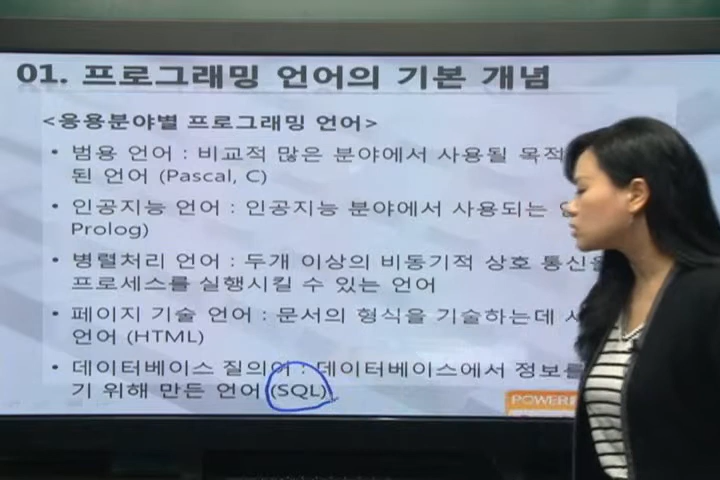 01. 프로그래밍 언어의 기본 개념
<응용분야별 프로그래밍 언어>
• 범용 언어 : 비교적 많은 분야에서 사용될 목적
된 언어 (Pascal, C)
• 인공지능 언어 : 인공지능 분야에서 사용되는
Prolog)
• 병렬처리 언어 : 두개 이상의 비동기적 상호 통신을
프로세스를 실행시킬 수 있는 언어
• 페이지 기술 언어 : 문서의 형식을 기술하는데
언어 (HTML)
• 데이터베이스 질의어 : 데이터베이스에서 정보를
기 위해 만든 언어 (SQL)